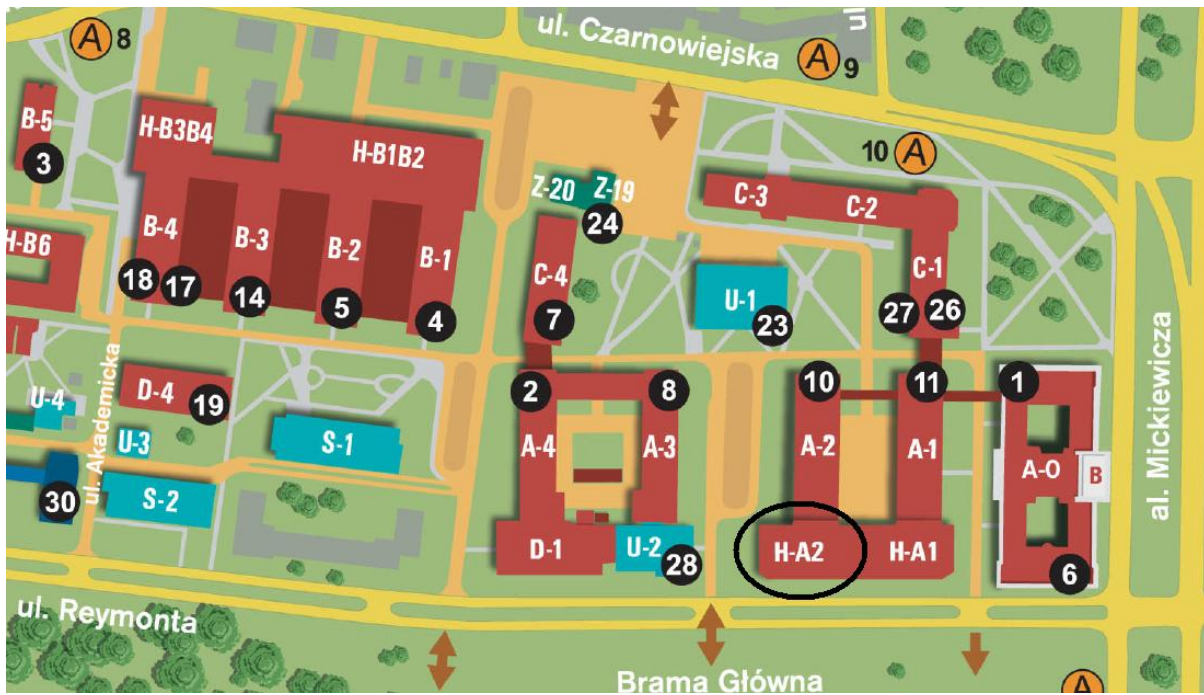 A 8
ul. Czarnowiejska
ul
A 9
B-5
3
H-B3B4
H-B1B2
10 A
Z-20
Z-19
24
C-3
C-2
H-B6
B-4
B-3
B-2
B-1
C-4
C-1
U-1
18
17
14
5
4
7
23
27
26
ul. Akademicka
al. Mickiewicza
D-4
19
U-4
U-3
S-1
S-2
30
2
8
10
11
1
A-4
A-3
A-2
A-1
A-0
B
D-1
U-2
28
H-A2
H-A1
6
ul. Reymonta
Brama Główna
A